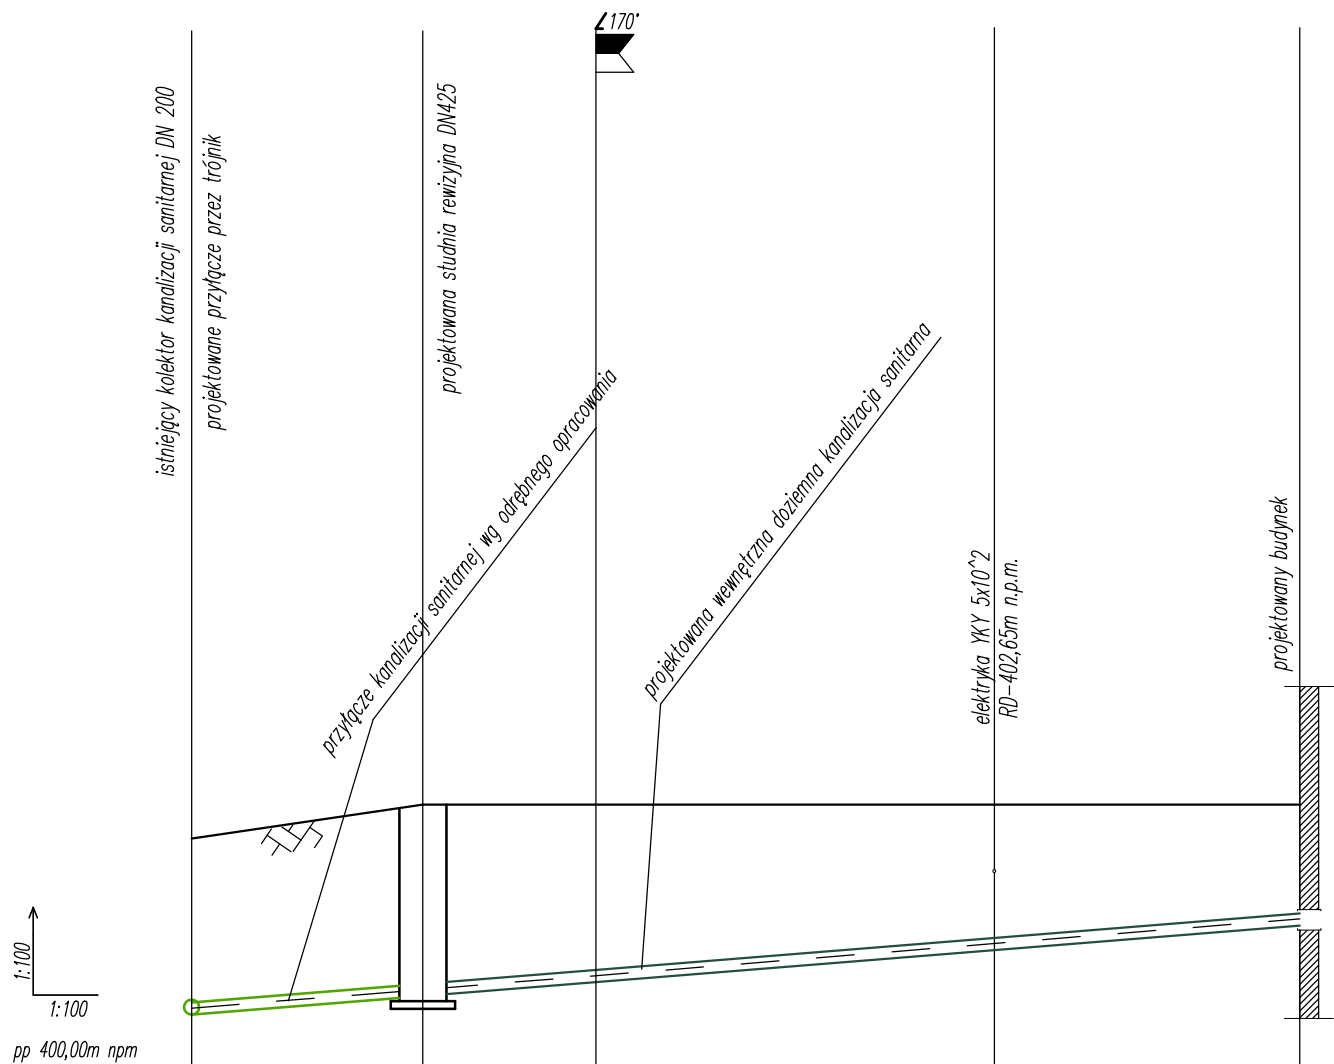 ∠170°
istniejący kolektor kanalizacji sanitarnej DN 200
projektowane przyłącze przez trójnik
projektowana studnia rewizyjna DN425
przyłącze kanalizacji sanitarnej wg odrębnego opracowania
projektowana wewnętrzna doziemna kanalizacja sanitarna
elektryka YKY 5x10^2
RD-402,65m n.p.m.
projektowany budynek
1:100
1:100
pp 400,00m npm